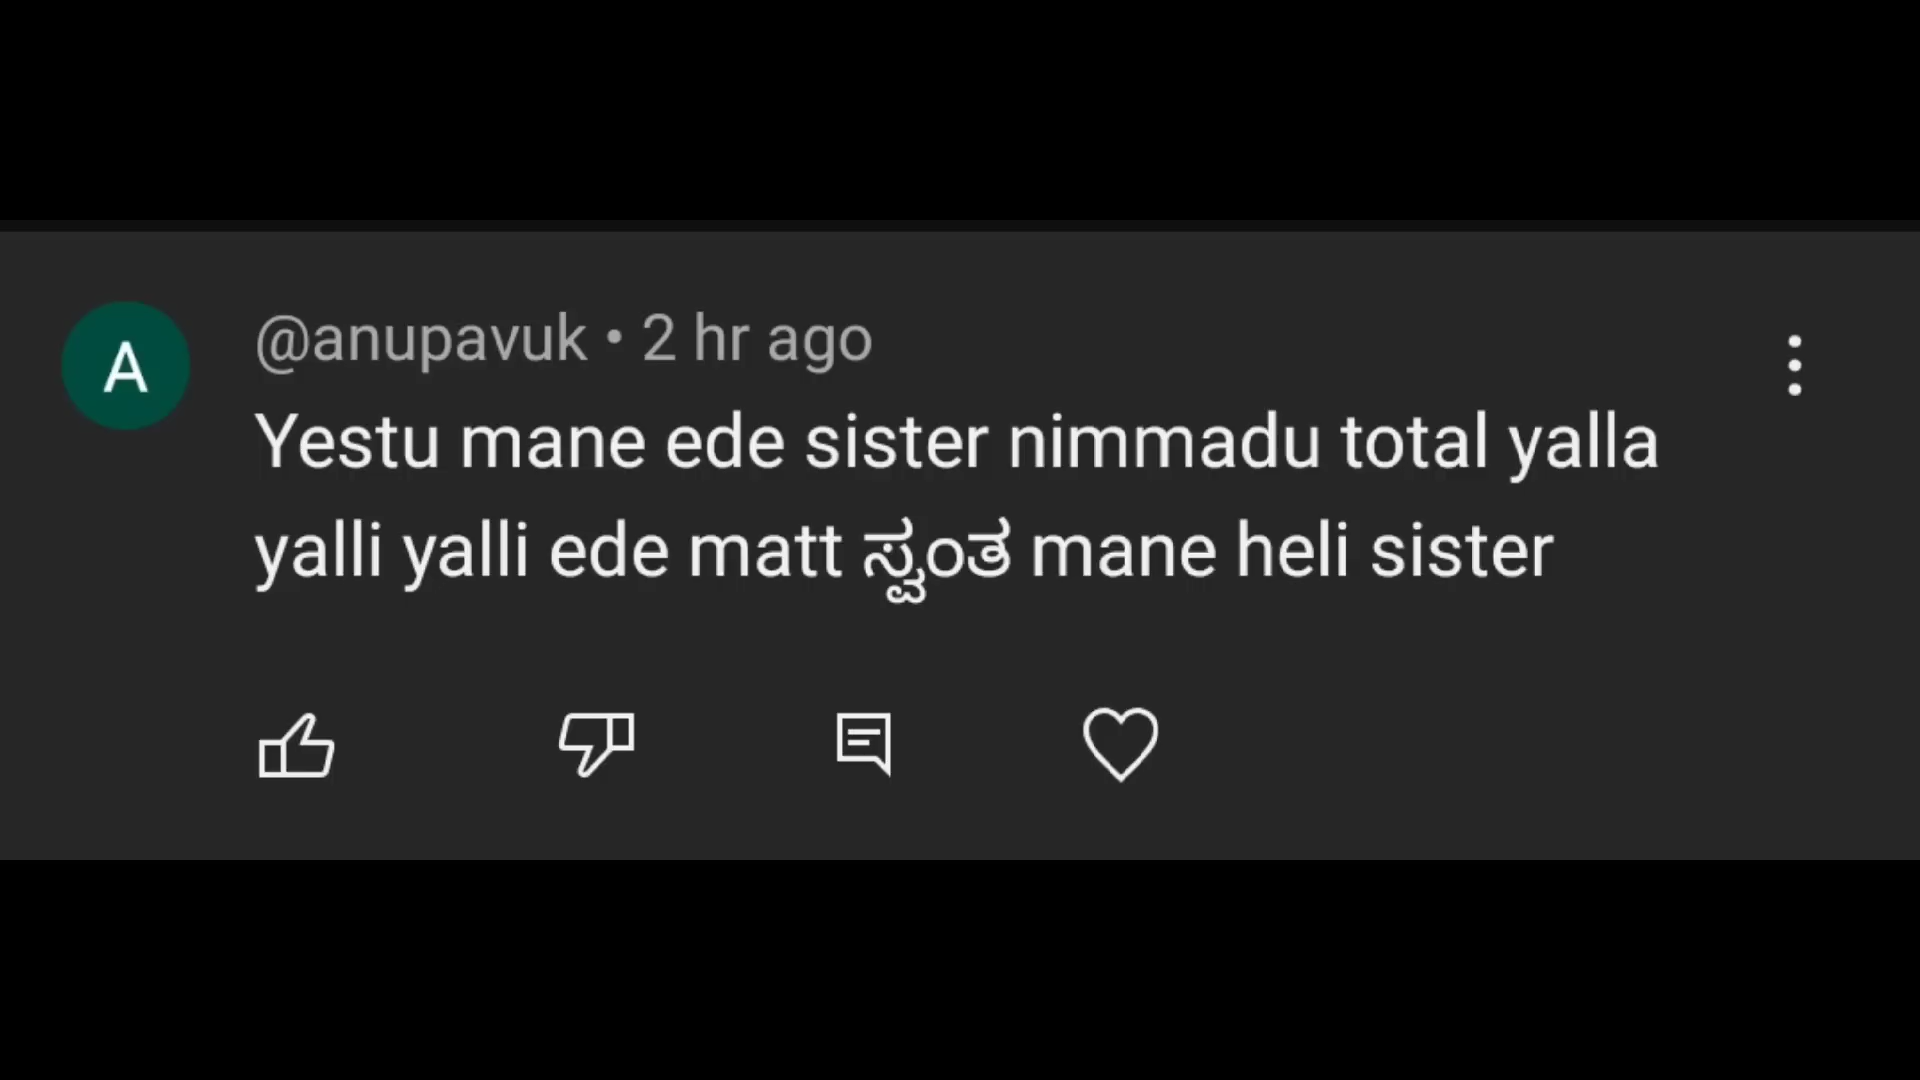 A
@anupavuk • 2 hr ago
Yestu mane ede sister nimmadu total yalla
yalli yalli ede matt ಸ್ವಂತ mane heli sister